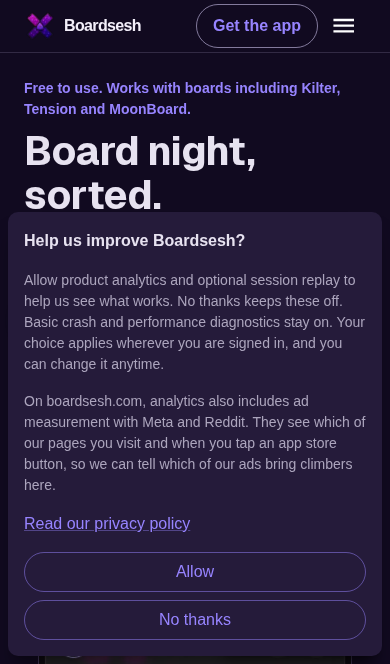 Boardsesh
Get the app
Free to use. Works with boards including Kilter,
Tension and MoonBoard.
Board night,
sorted.
Help us improve Boardsesh?
Allow product analytics and optional session replay to
help us see what works. No thanks keeps these off.
Basic crash and performance diagnostics stay on. Your
choice applies wherever you are signed in, and you
can change it anytime.
On boardsesh.com, analytics also includes ad
measurement with Meta and Reddit. They see which of
our pages you visit and when you tap an app store
button, so we can tell which of our ads bring climbers
here.
Read our privacy policy
Allow
No thanks